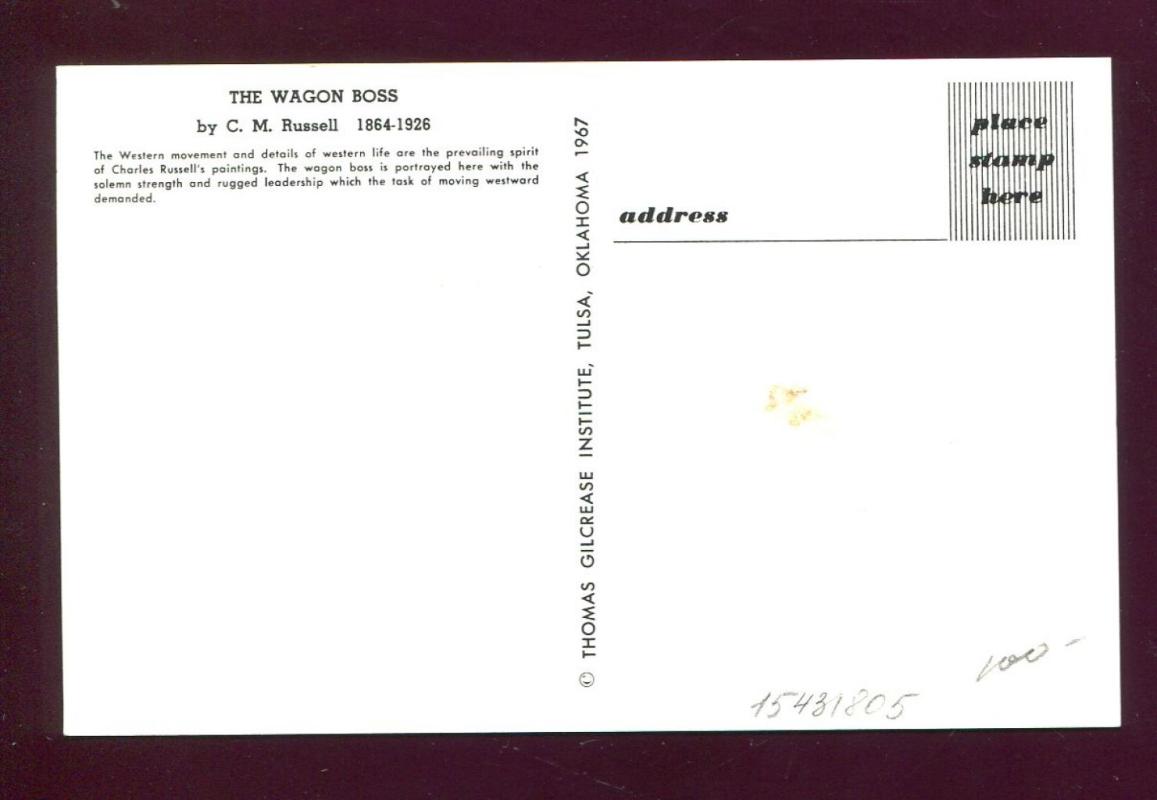 THE WAGON BOSS
by C. M. Russell 1864-1926
The Western movement and details of western life are the prevailing spirit
of Charles Russell's paintings. The wagon boss is portrayed here with the
solemn strength and rugged leadership which the task of moving westward
demanded.
© THOMAS GILCREASE INSTITUTE, TULSA, OKLAHOMA 1967
place
stamp
here
address
100-
15431805